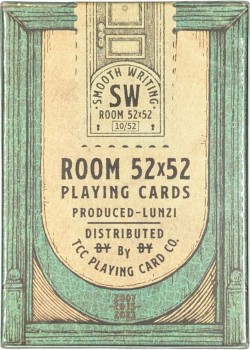 SMOOTH WRITING
SW
ROOM 52x52
10/52
ROOM 52x52
PLAYING CARDS
PRODUCED-LUNZI
DISTRIBUTED
BY By BY
TCC PLAYING CARD CO.